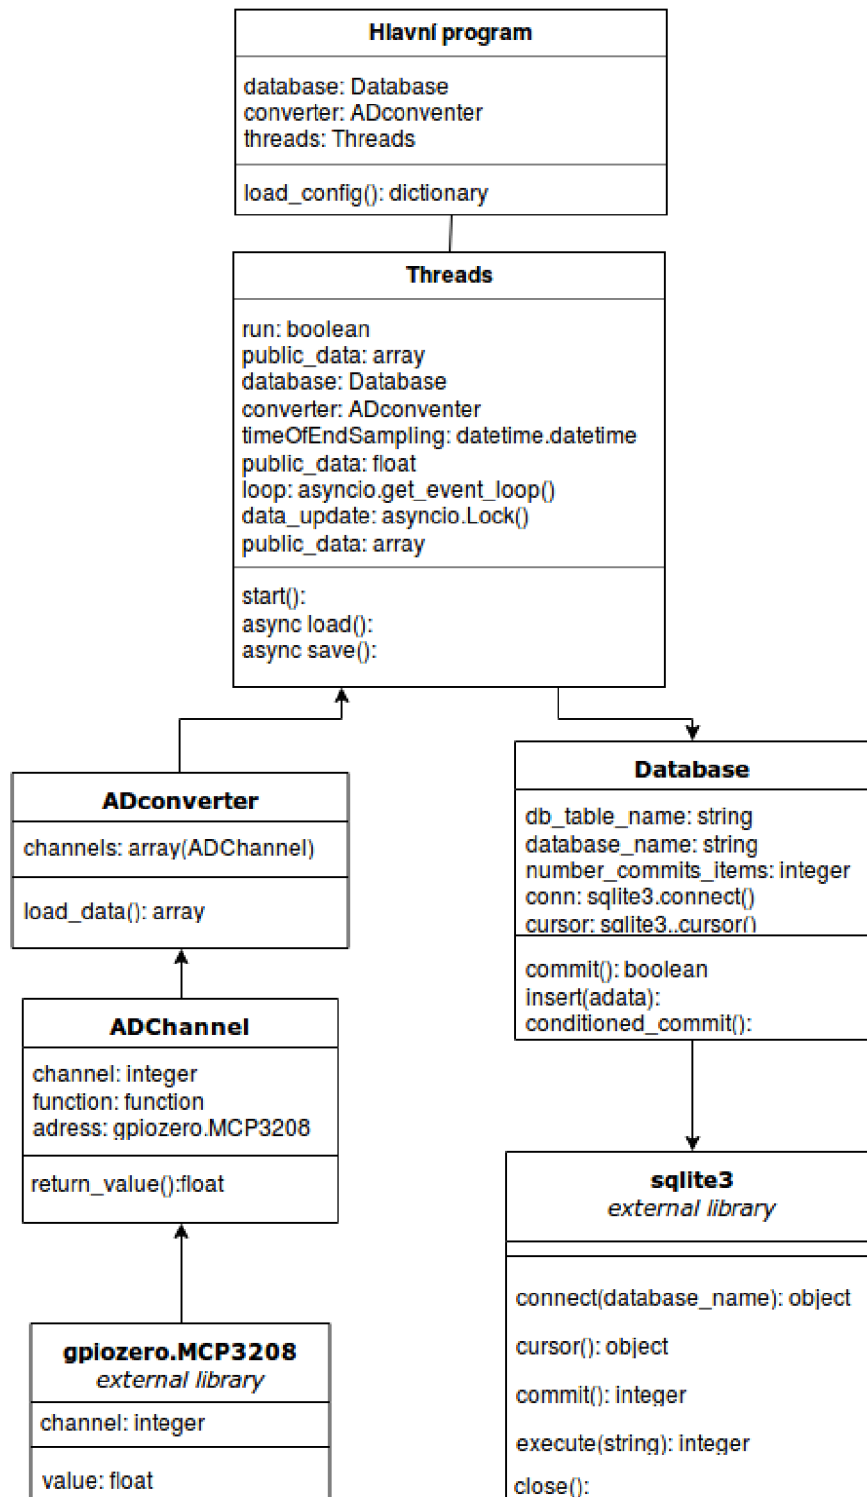 Hlavní program
database: Database
converter: ADconventer
threads: Threads
load_config(): dictionary
Threads
run: boolean
public_data: array
database: Database
converter: ADconventer
timeOfEndSampling: datetime.datetime
public_data: float
loop: asyncio.get_event_loop()
data_update: asyncio.Lock()
public_data: array
start():
async load():
async save():
ADconverter
channels: array(ADChannel)
load_data(): array
Database
db_table_name: string
database_name: string
number_commits_items: integer
conn: sqlite3.connect()
cursor: sqlite3..cursor()
commit(): boolean
insert(adata):
conditioned_commit():
ADChannel
channel: integer
function: function
adress: gpiozero.MCP3208
return_value():float
sqlite3
external library
connect(database_name): object
cursor(): object
commit(): integer
execute(string): integer
close():
gpiozero.MCP3208
external library
channel: integer
value: float